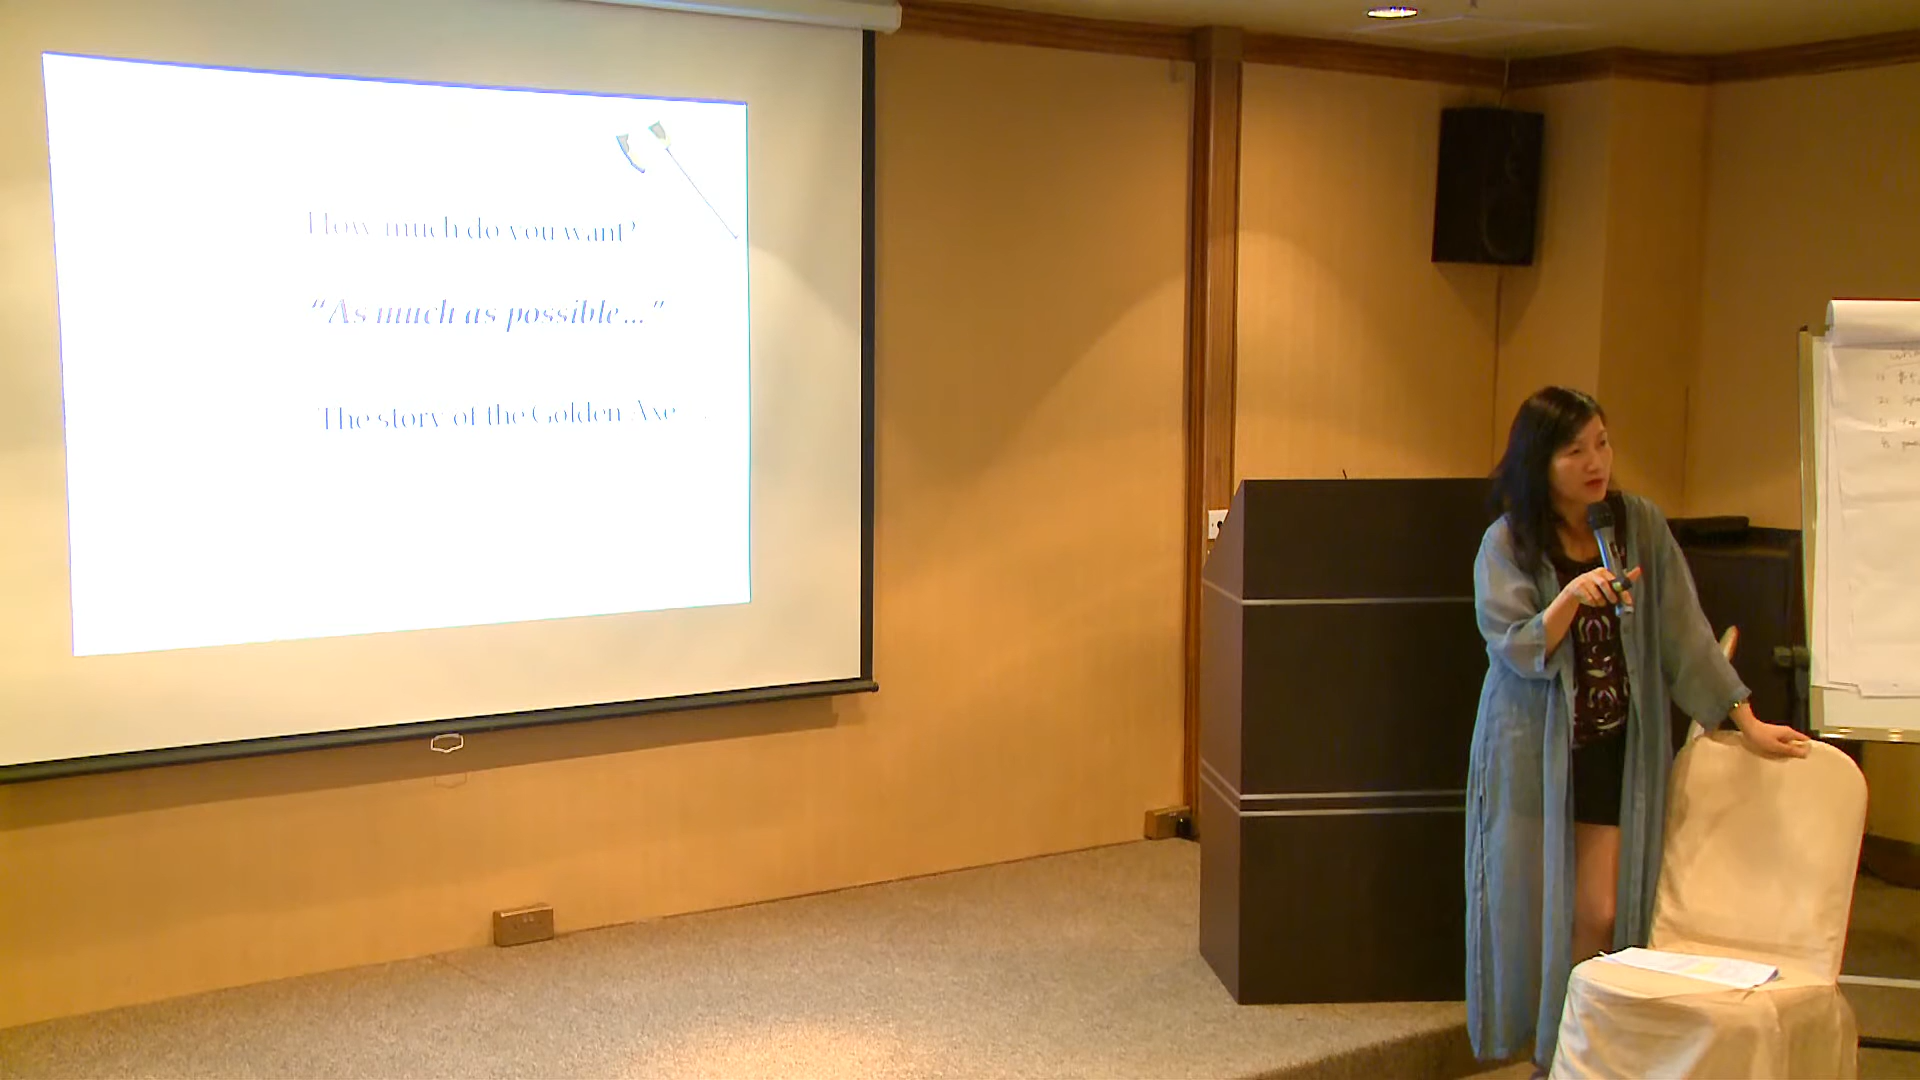 How much do you want?
"As much as possible..."
The story of the Golden Axe